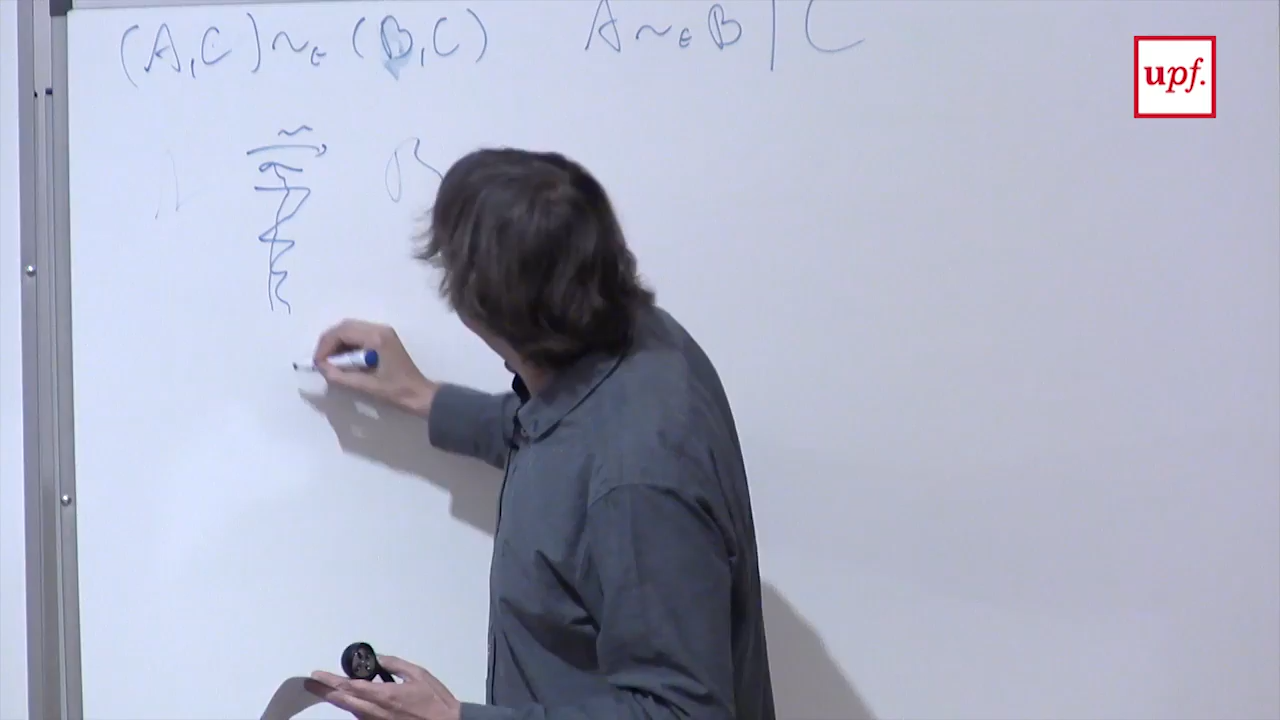 (A,C) ~ₑ (B,C) A ~ₑ B | C
upf.
~
B